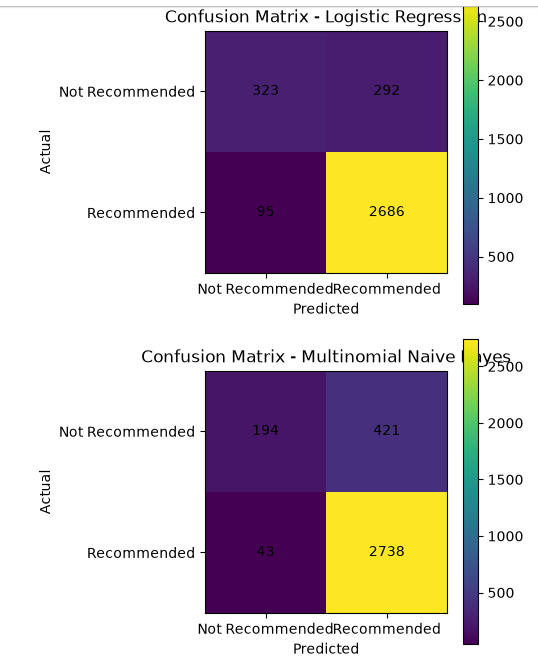 Confusion Matrix - Logistic Regression
2500
2000
1500
1000
500
Not Recommended 323 292
Actual
Recommended 95 2686
Not Recommended Recommended
Predicted
Confusion Matrix - Multinomial Naive Bayes
2500
2000
1500
1000
500
Not Recommended 194 421
Actual
Recommended 43 2738
Not Recommended Recommended
Predicted